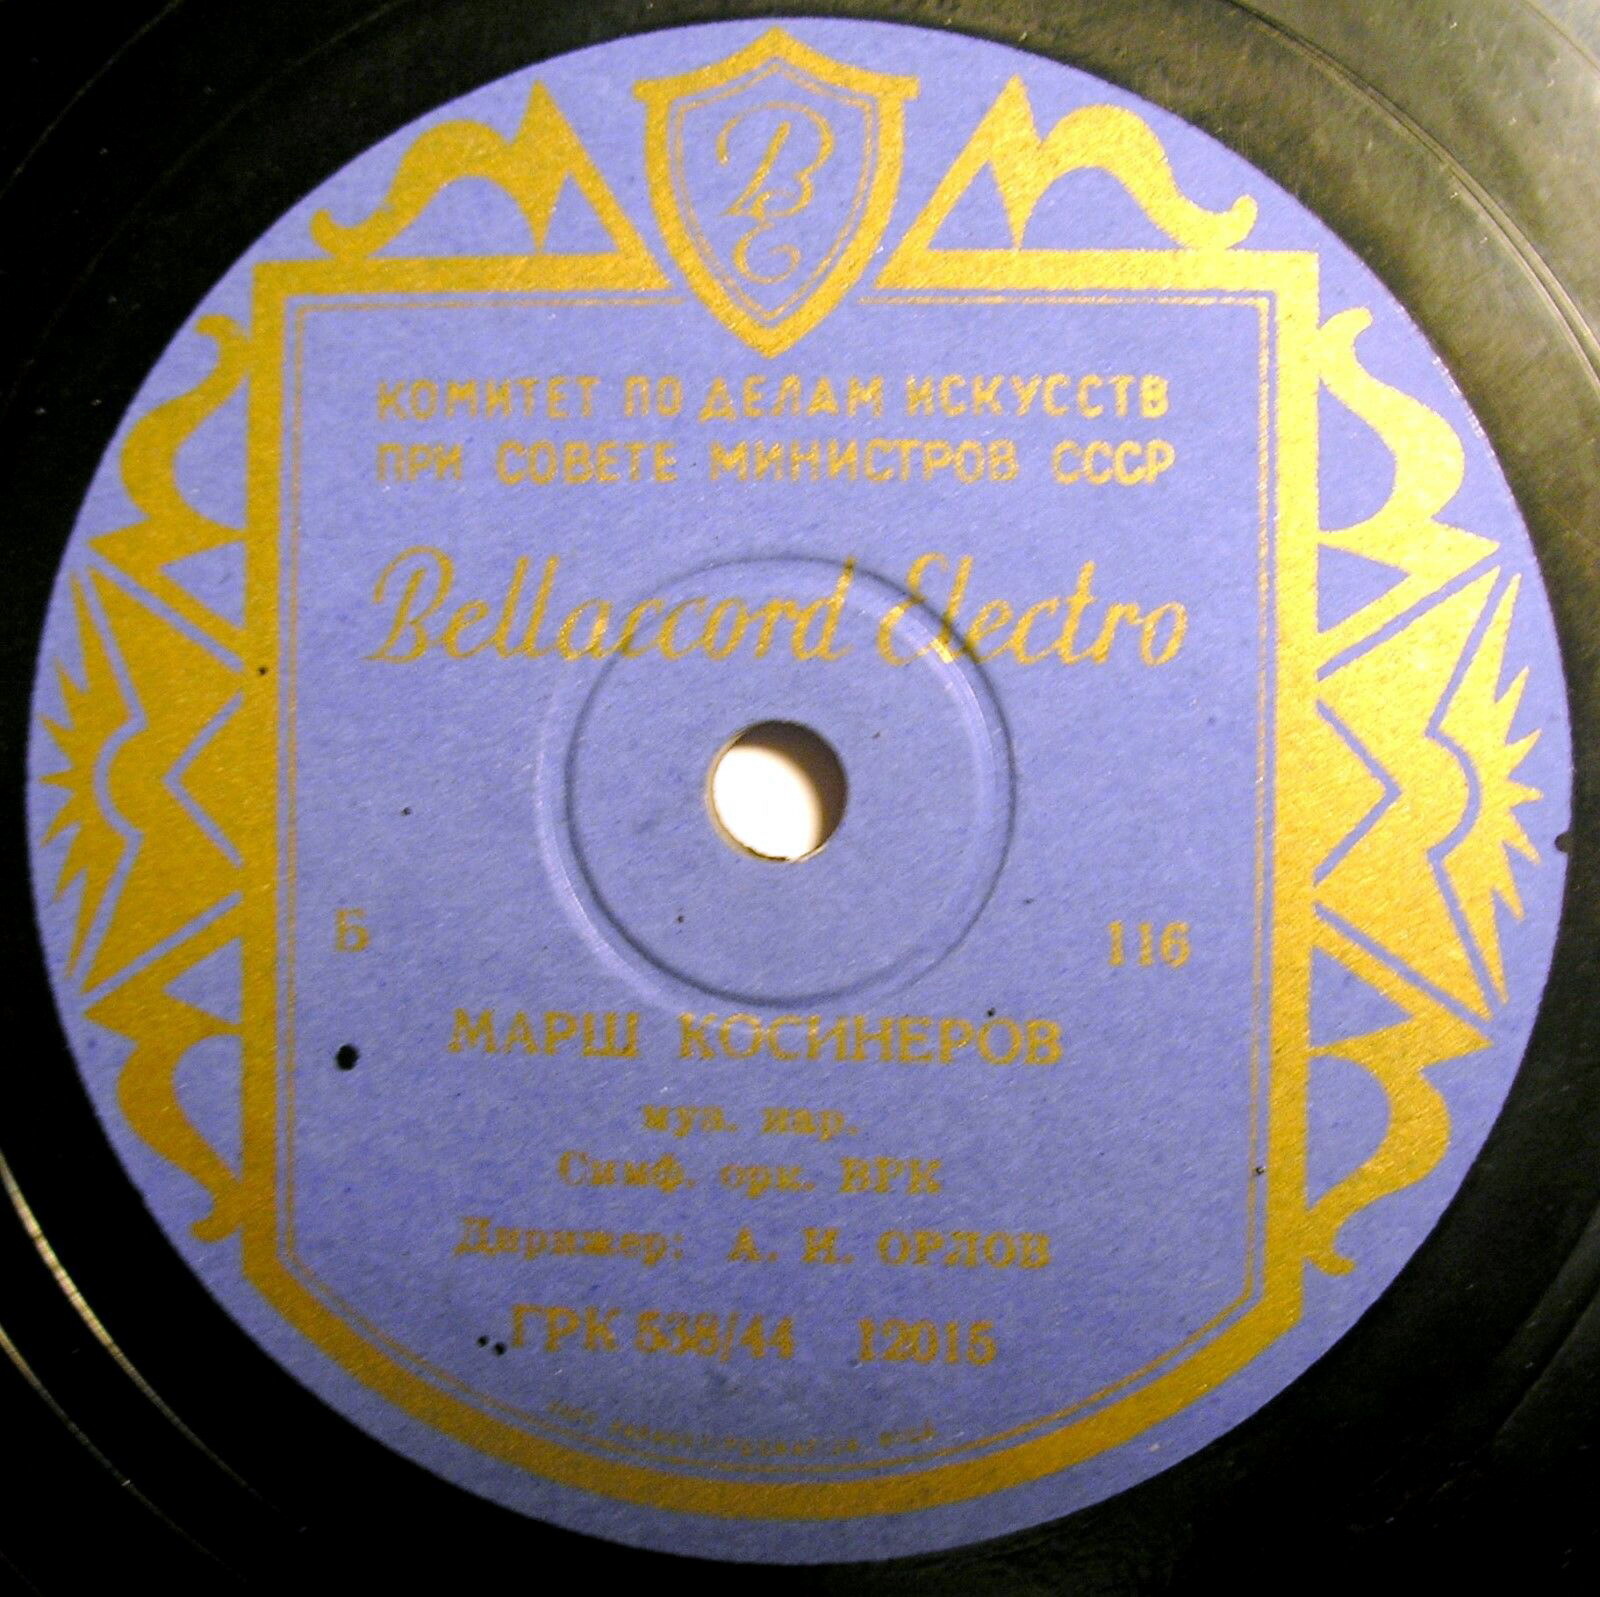 BE
КОМИТЕТ ПО ДЕЛАМ ИСКУССТВ
ПРИ СОВЕТЕ МИНИСТРОВ СССР
Bellaccord Electro
Б 116
МАРШ КОСИНЕРОВ
муз. нар.
Симф. орк. ВРК
Дирижер: А. И. ОРЛОВ
ГРК 538/44 12015